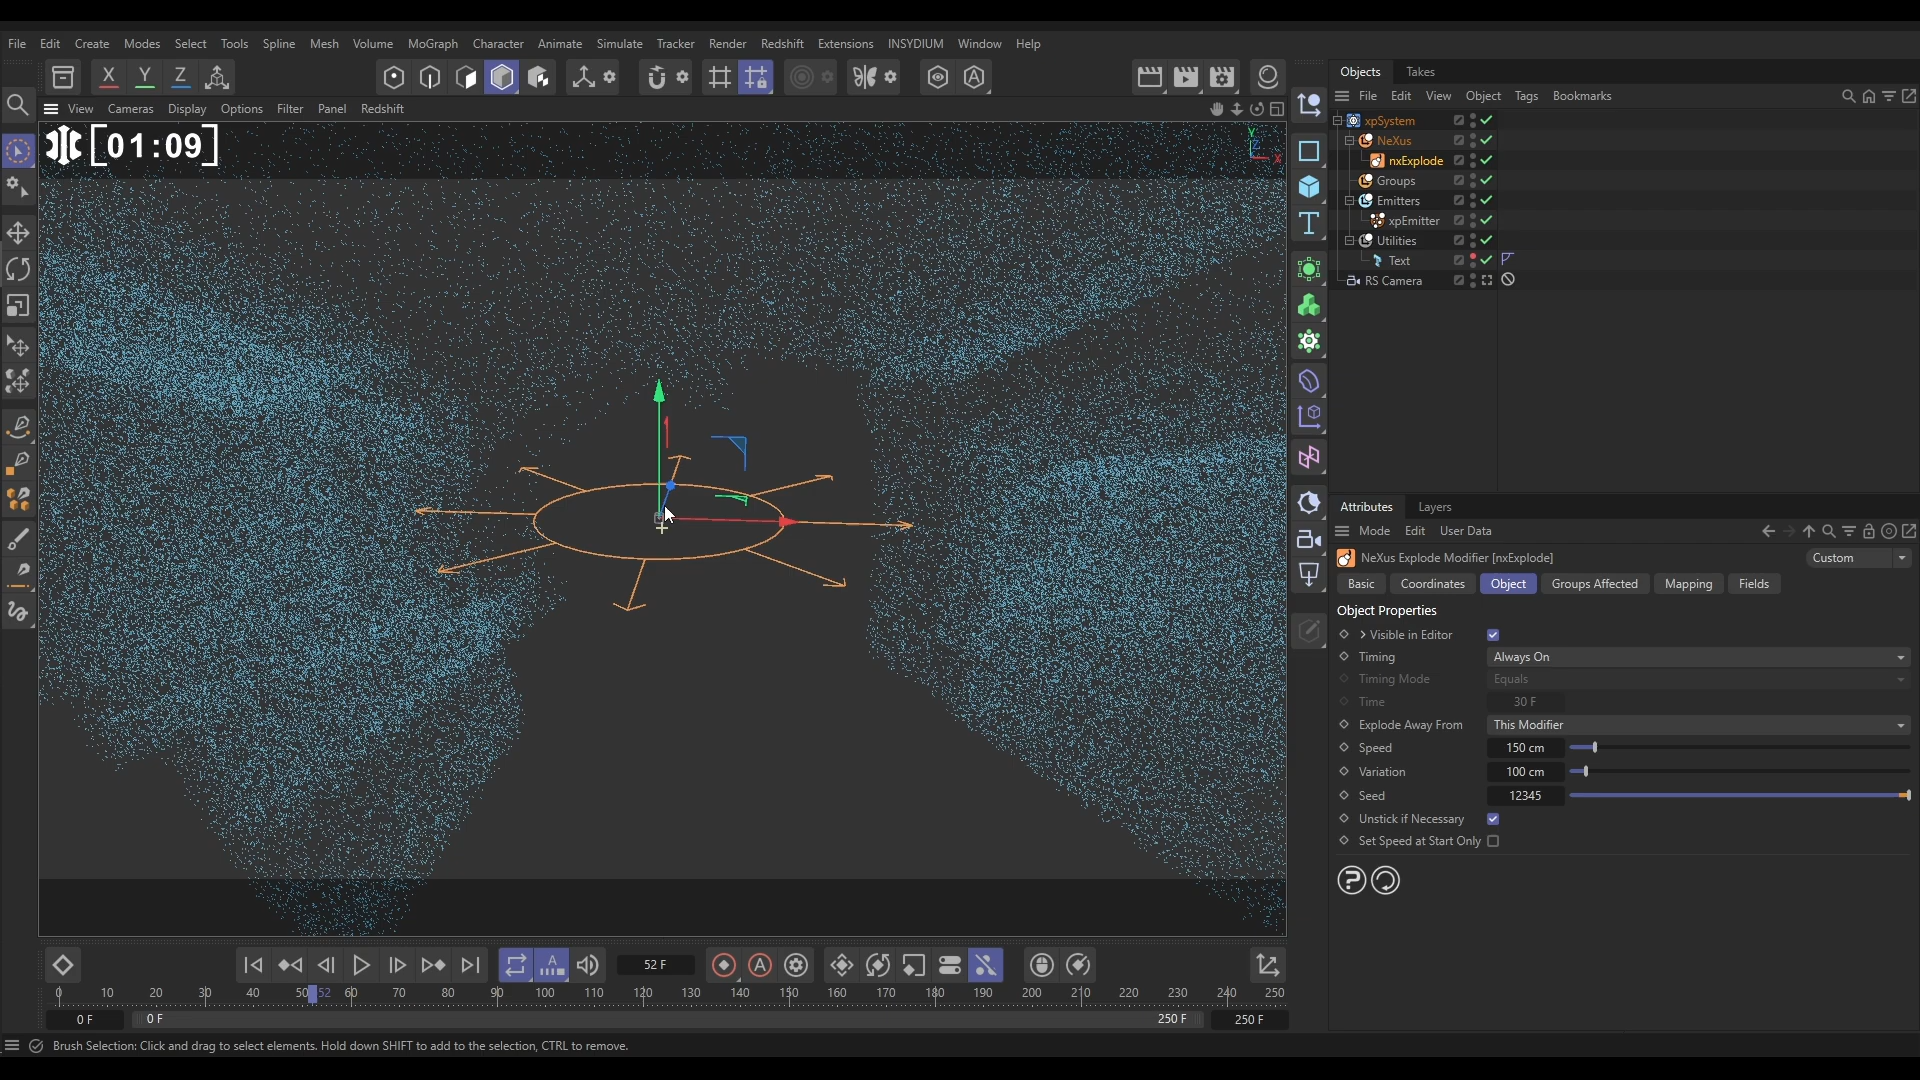 File Edit Create Modes Select Tools Spline Mesh Volume MoGraph Character Animate Simulate Tracker Render Redshift Extensions INSYDIUM Window Help
X Y Z
View Cameras Display Options Filter Panel Redshift
[01:09]
Y
Z
X
Objects Takes
File Edit View Object Tags Bookmarks
xpSystem
NeXus
nxExplode
Groups
Emitters
xpEmitter
Utilities
Text
RS Camera
Attributes Layers
Mode Edit User Data
NeXus Explode Modifier [nxExplode] Custom
Basic Coordinates Object Groups Affected Mapping Fields
Object Properties
Visible in Editor
Timing Always On
Timing Mode Equals
Time 30 F
Explode Away From This Modifier
Speed 150 cm
Variation 100 cm
Seed 12345
Unstick if Necessary
Set Speed at Start Only
52 F
0 10 20 30 40 50 52 60 70 80 90 100 110 120 130 140 150 160 170 180 190 200 210 220 230 240 250
0 F 0 F 250 F 250 F
Brush Selection: Click and drag to select elements. Hold down SHIFT to add to the selection, CTRL to remove.